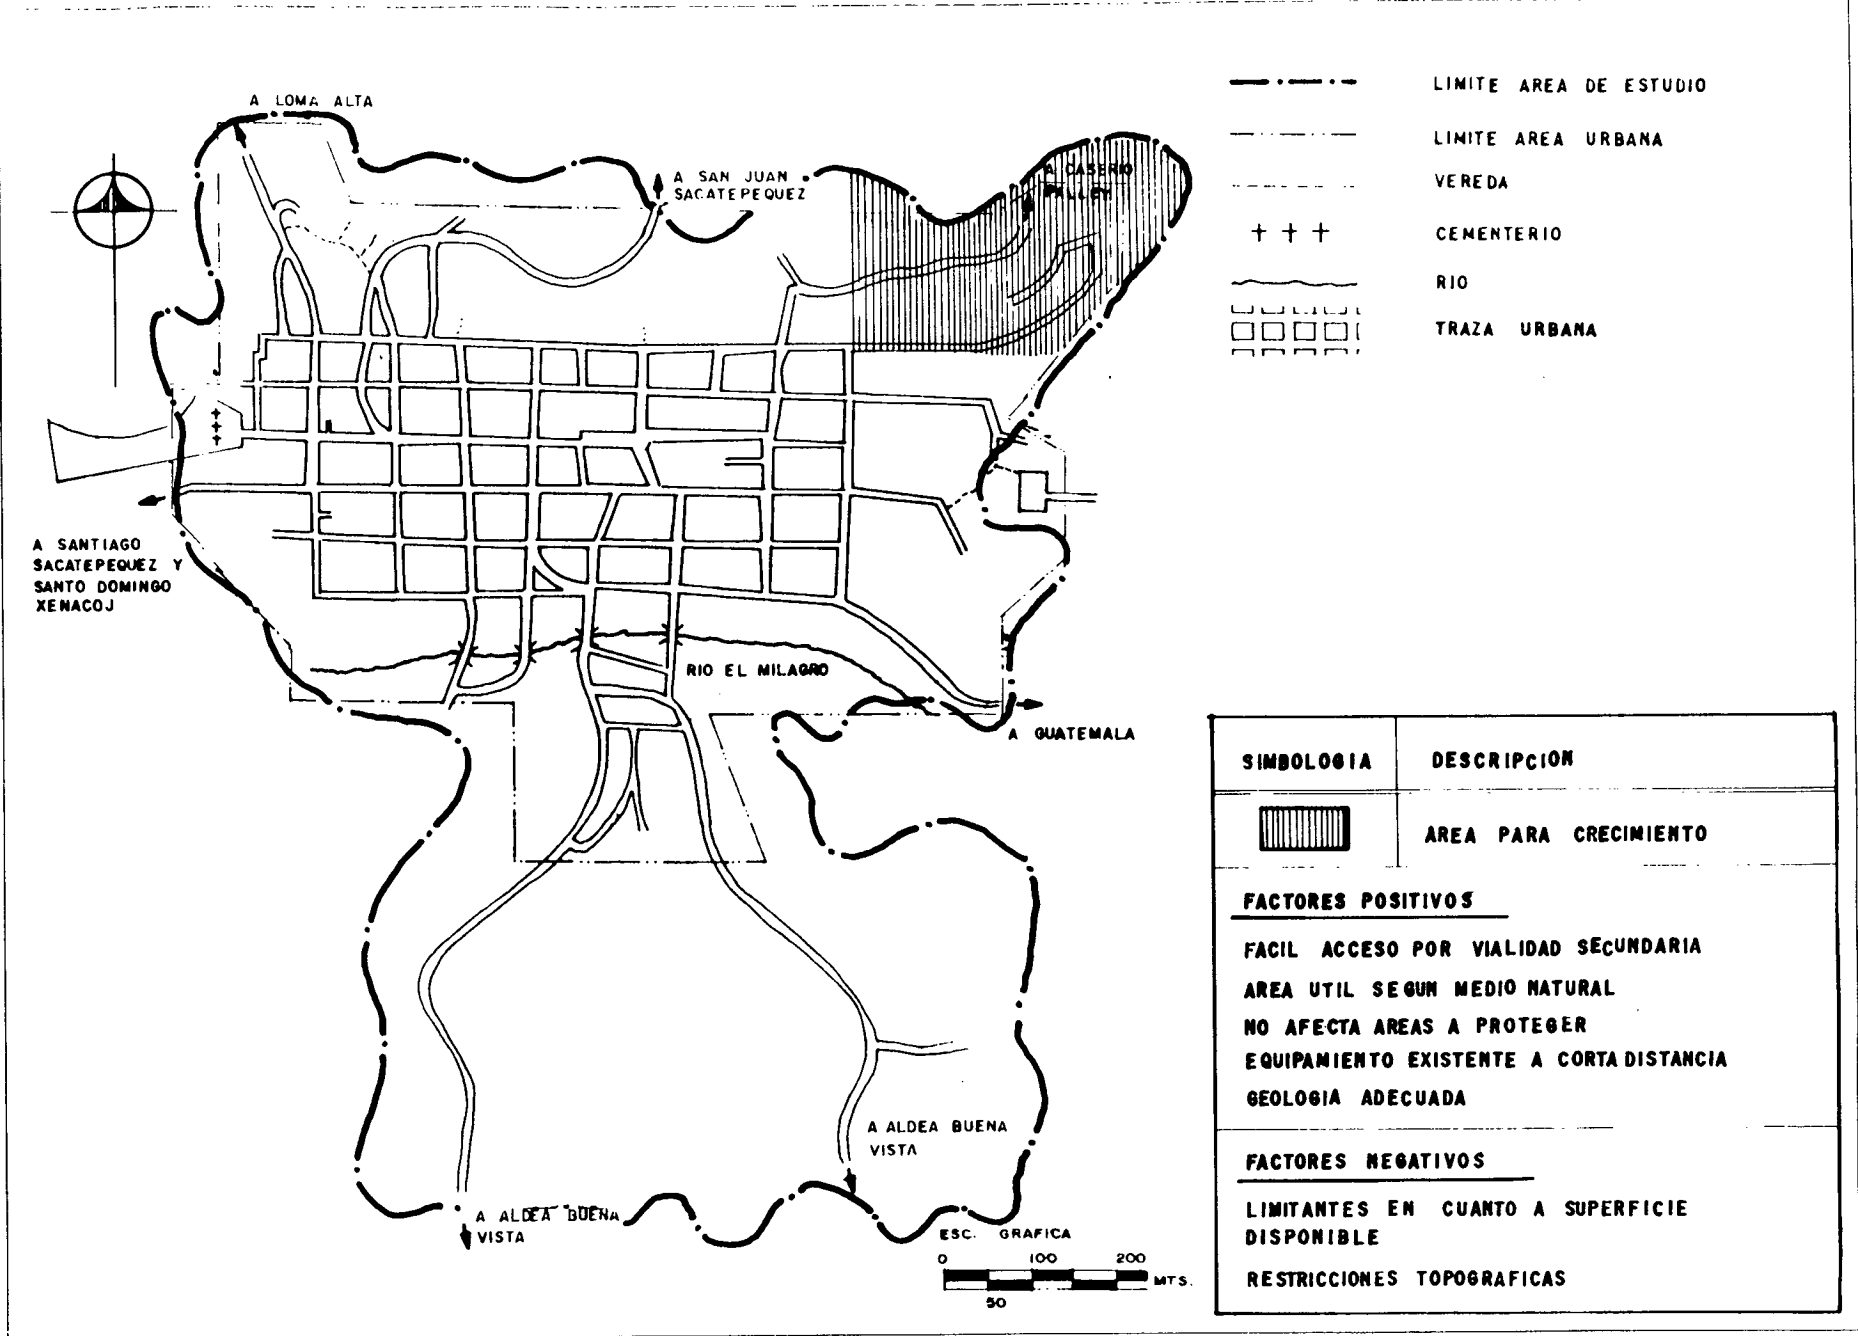 A LOMA ALTA
A SAN JUAN
SACATEPEQUEZ
A CASERIO
PALLEY
A SANTIAGO
SACATEPEQUEZ Y
SANTO DOMINGO
XENACOJ
RIO EL MILAGRO
A GUATEMALA
A ALDEA BUENA
VISTA
A ALDEA BUENA
VISTA
ESC. GRAFICA
0 100 200
MTS.
50
LIMITE AREA DE ESTUDIO
LIMITE AREA URBANA
VEREDA
CEMENTERIO
RIO
TRAZA URBANA
SIMBOLOGIA DESCRIPCION
AREA PARA CRECIMIENTO
FACTORES POSITIVOS
FACIL ACCESO POR VIALIDAD SECUNDARIA
AREA UTIL SEGUN MEDIO NATURAL
NO AFECTA AREAS A PROTEGER
EQUIPAMIENTO EXISTENTE A CORTA DISTANCIA
GEOLOGIA ADECUADA
FACTORES NEGATIVOS
LIMITANTES EN CUANTO A SUPERFICIE
DISPONIBLE
RESTRICCIONES TOPOGRAFICAS